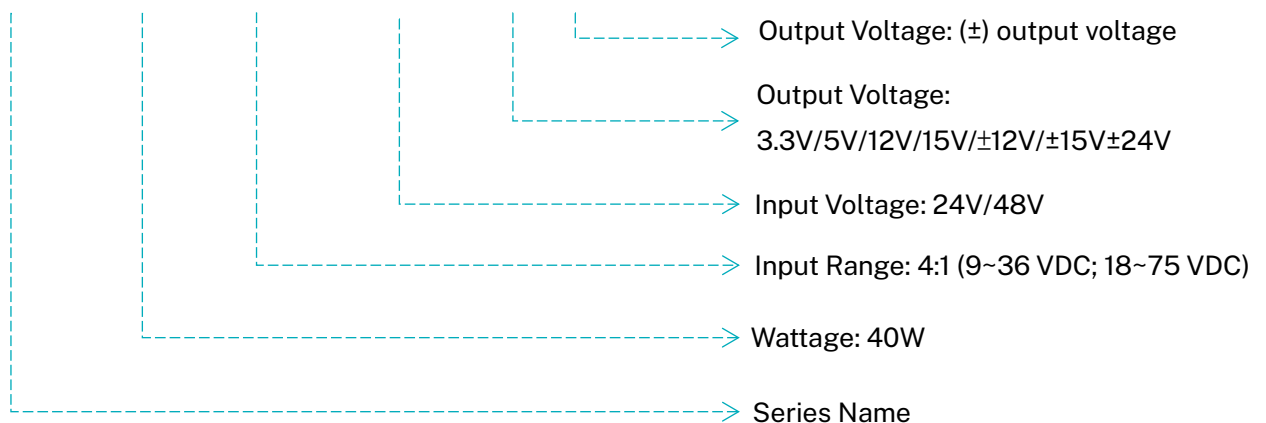 Output Voltage: (±) output voltage
Output Voltage:
3.3V/5V/12V/15V/±12V/±15V±24V
Input Voltage: 24V/48V
Input Range: 4:1 (9~36 VDC; 18~75 VDC)
Wattage: 40W
Series Name